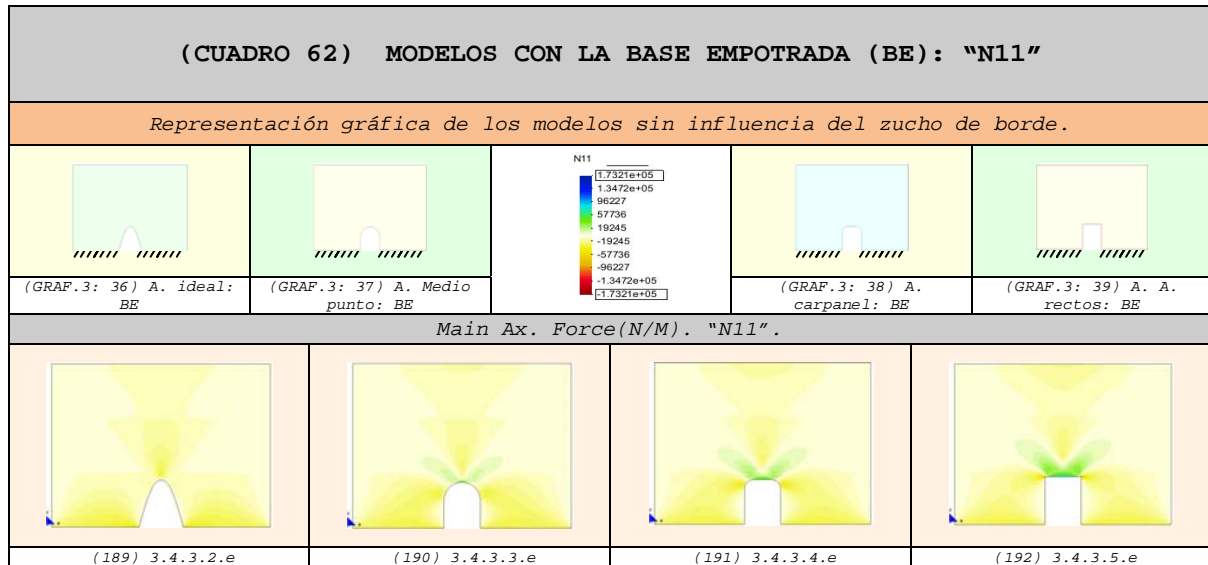 (CUADRO 62) MODELOS CON LA BASE EMPOTRADA (BE): “N11”
Representación gráfica de los modelos sin influencia del zucho de borde.
N11
1.7321e+05
1.3472e+05
96227
57736
19245
-19245
-57736
-96227
-1.3472e+05
-1.7321e+05
(GRAF.3: 36) A. ideal:
BE
(GRAF.3: 37) A. Medio
punto: BE
(GRAF.3: 38) A.
carpanel: BE
(GRAF.3: 39) A. A.
rectos: BE
Main Ax. Force(N/M). “N11”.
(189) 3.4.3.2.e
(190) 3.4.3.3.e
(191) 3.4.3.4.e
(192) 3.4.3.5.e